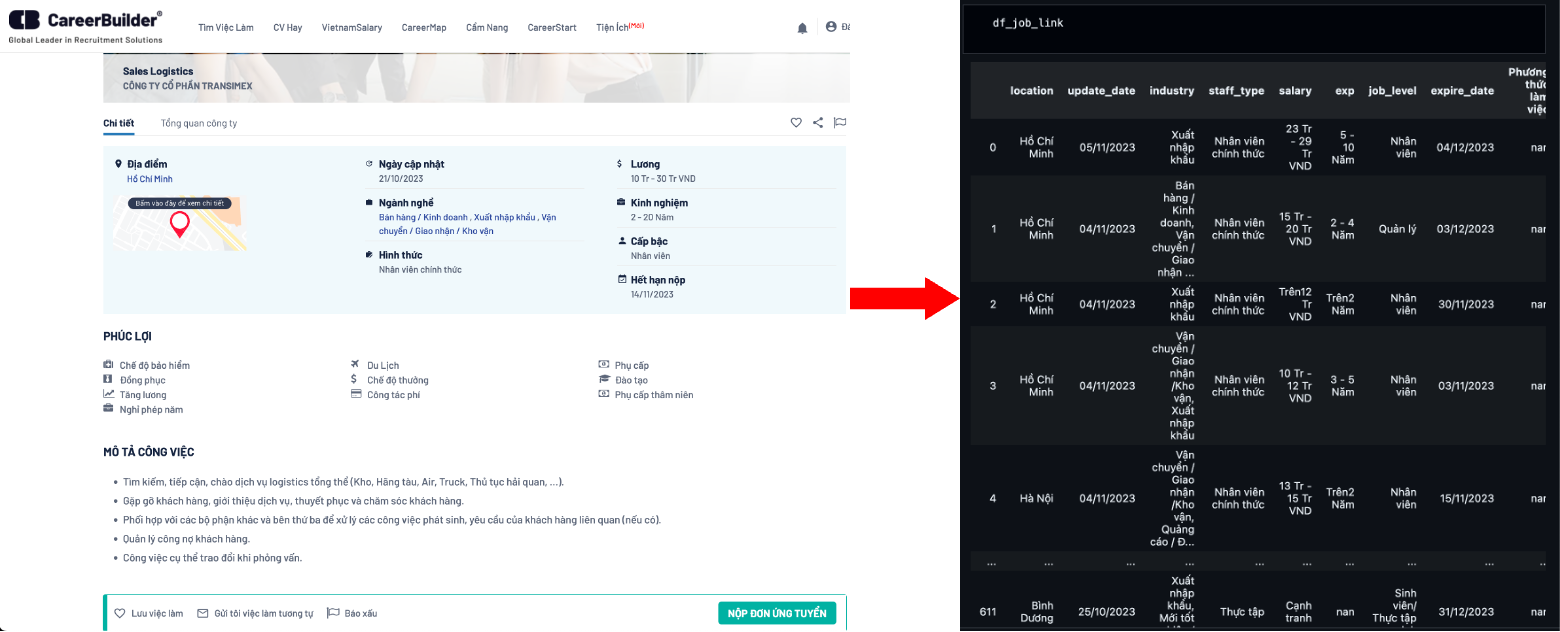 CareerBuilder®
Global Leader in Recruitment Solutions
Tìm Việc Làm CV Hay VietnamSalary CareerMap Cẩm Nang CareerStart Tiện Ích(Mới)
Sales Logistics
CÔNG TY CỔ PHẦN TRANSIMEX
Chi tiết Tổng quan công ty
Địa điểm
Hồ Chí Minh
Bấm vào đây để xem chi tiết
Ngày cập nhật
21/10/2023
Ngành nghề
Bán hàng / Kinh doanh , Xuất nhập khẩu , Vận
chuyển / Giao nhận / Kho vận
Hình thức
Nhân viên chính thức
Lương
10 Tr - 30 Tr VND
Kinh nghiệm
2 - 20 Năm
Cấp bậc
Nhân viên
Hết hạn nộp
14/11/2023
PHÚC LỢI
Chế độ bảo hiểm Du Lịch Phụ cấp
Đồng phục Chế độ thưởng Đào tạo
Tăng lương Công tác phí Phụ cấp thâm niên
Nghỉ phép năm
MÔ TẢ CÔNG VIỆC
Tìm kiếm, tiếp cận, chào dịch vụ logistics tổng thể (Kho, Hãng tàu, Air, Truck, Thủ tục hải quan, ...).
Gặp gỡ khách hàng, giới thiệu dịch vụ, thuyết phục và chăm sóc khách hàng.
Phối hợp với các bộ phận khác và bên thứ ba để xử lý các công việc phát sinh, yêu cầu của khách hàng liên quan (nếu có).
Quản lý công nợ khách hàng.
Công việc cụ thể trao đổi khi phỏng vấn.
Lưu việc làm Gửi tôi việc làm tương tự Báo xấu NỘP ĐƠN ỨNG TUYỂN
df_job_link
location update_date industry staff_type salary exp job_level expire_date Phương
thức
làm
việc
0 Hồ Chí
Minh 05/11/2023 Xuất
nhập
khẩu Nhân viên
chính thức 23 Tr
- 29
Tr
VND 5 -
10
Năm Nhân
viên 04/12/2023 nan
1 Hồ Chí
Minh 04/11/2023 Bán
hàng /
Kinh
doanh,
Vận
chuyển /
Giao
nhận ... Nhân viên
chính thức 15 Tr -
20 Tr
VND 2 - 4
Năm Quản lý 03/12/2023 nan
2 Hồ Chí
Minh 04/11/2023 Xuất
nhập
khẩu Nhân viên
chính thức Trên12
Tr
VND Trên2
Năm Nhân
viên 30/11/2023 nan
3 Hồ Chí
Minh 04/11/2023 Vận
chuyển /
Giao
nhận
/Kho
vận,
Xuất
nhập
khẩu Nhân viên
chính thức 10 Tr -
12 Tr
VND 3 - 5
Năm Nhân
viên 03/11/2023 nan
4 Hà Nội 04/11/2023 Vận
chuyển /
Giao
nhận
/Kho
vận,
Quảng
cáo / Đ... Nhân viên
chính thức 13 Tr -
15 Tr
VND Trên2
Năm Nhân
viên 15/11/2023 nan
... ... ... ... ... ... ... ... ...
611 Bình
Dương 25/10/2023 Xuất
nhập
khẩu,
Mới tốt Thực tập Cạnh
tranh nan Sinh
viên/
Thực tập 31/12/2023 nan